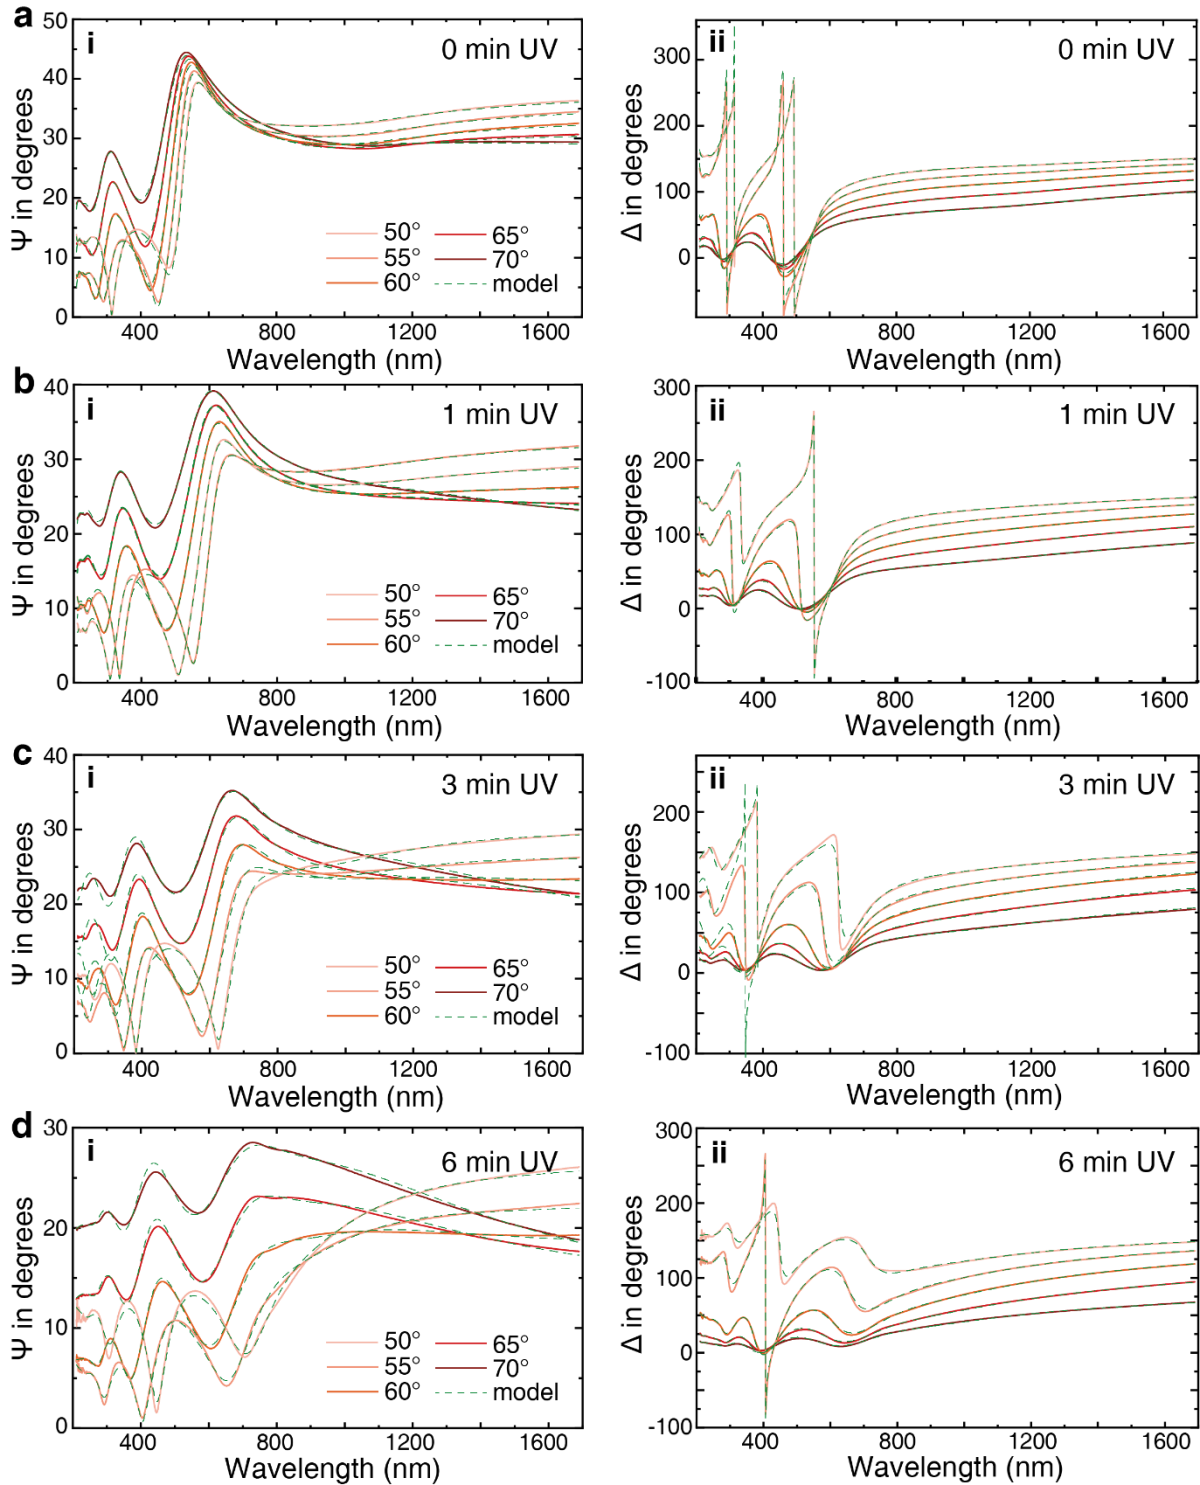 a
i
0 min UV
50
40
30
20
10
0
Ψ in degrees
50° 65°
55° 70°
60° model
400 800 1200 1600
Wavelength (nm)
ii
0 min UV
300
200
100
0
Δ in degrees
400 800 1200 1600
Wavelength (nm)
b
i
1 min UV
40
30
20
10
0
Ψ in degrees
50° 65°
55° 70°
60° model
400 800 1200 1600
Wavelength (nm)
ii
1 min UV
300
200
100
0
-100
Δ in degrees
400 800 1200 1600
Wavelength (nm)
c
i
3 min UV
40
30
20
10
0
Ψ in degrees
50° 65°
55° 70°
60° model
400 800 1200 1600
Wavelength (nm)
ii
3 min UV
200
100
0
-100
Δ in degrees
400 800 1200 1600
Wavelength (nm)
d
i
6 min UV
30
20
10
0
Ψ in degrees
50° 65°
55° 70°
60° model
400 800 1200 1600
Wavelength (nm)
ii
6 min UV
300
200
100
0
-100
Δ in degrees
400 800 1200 1600
Wavelength (nm)